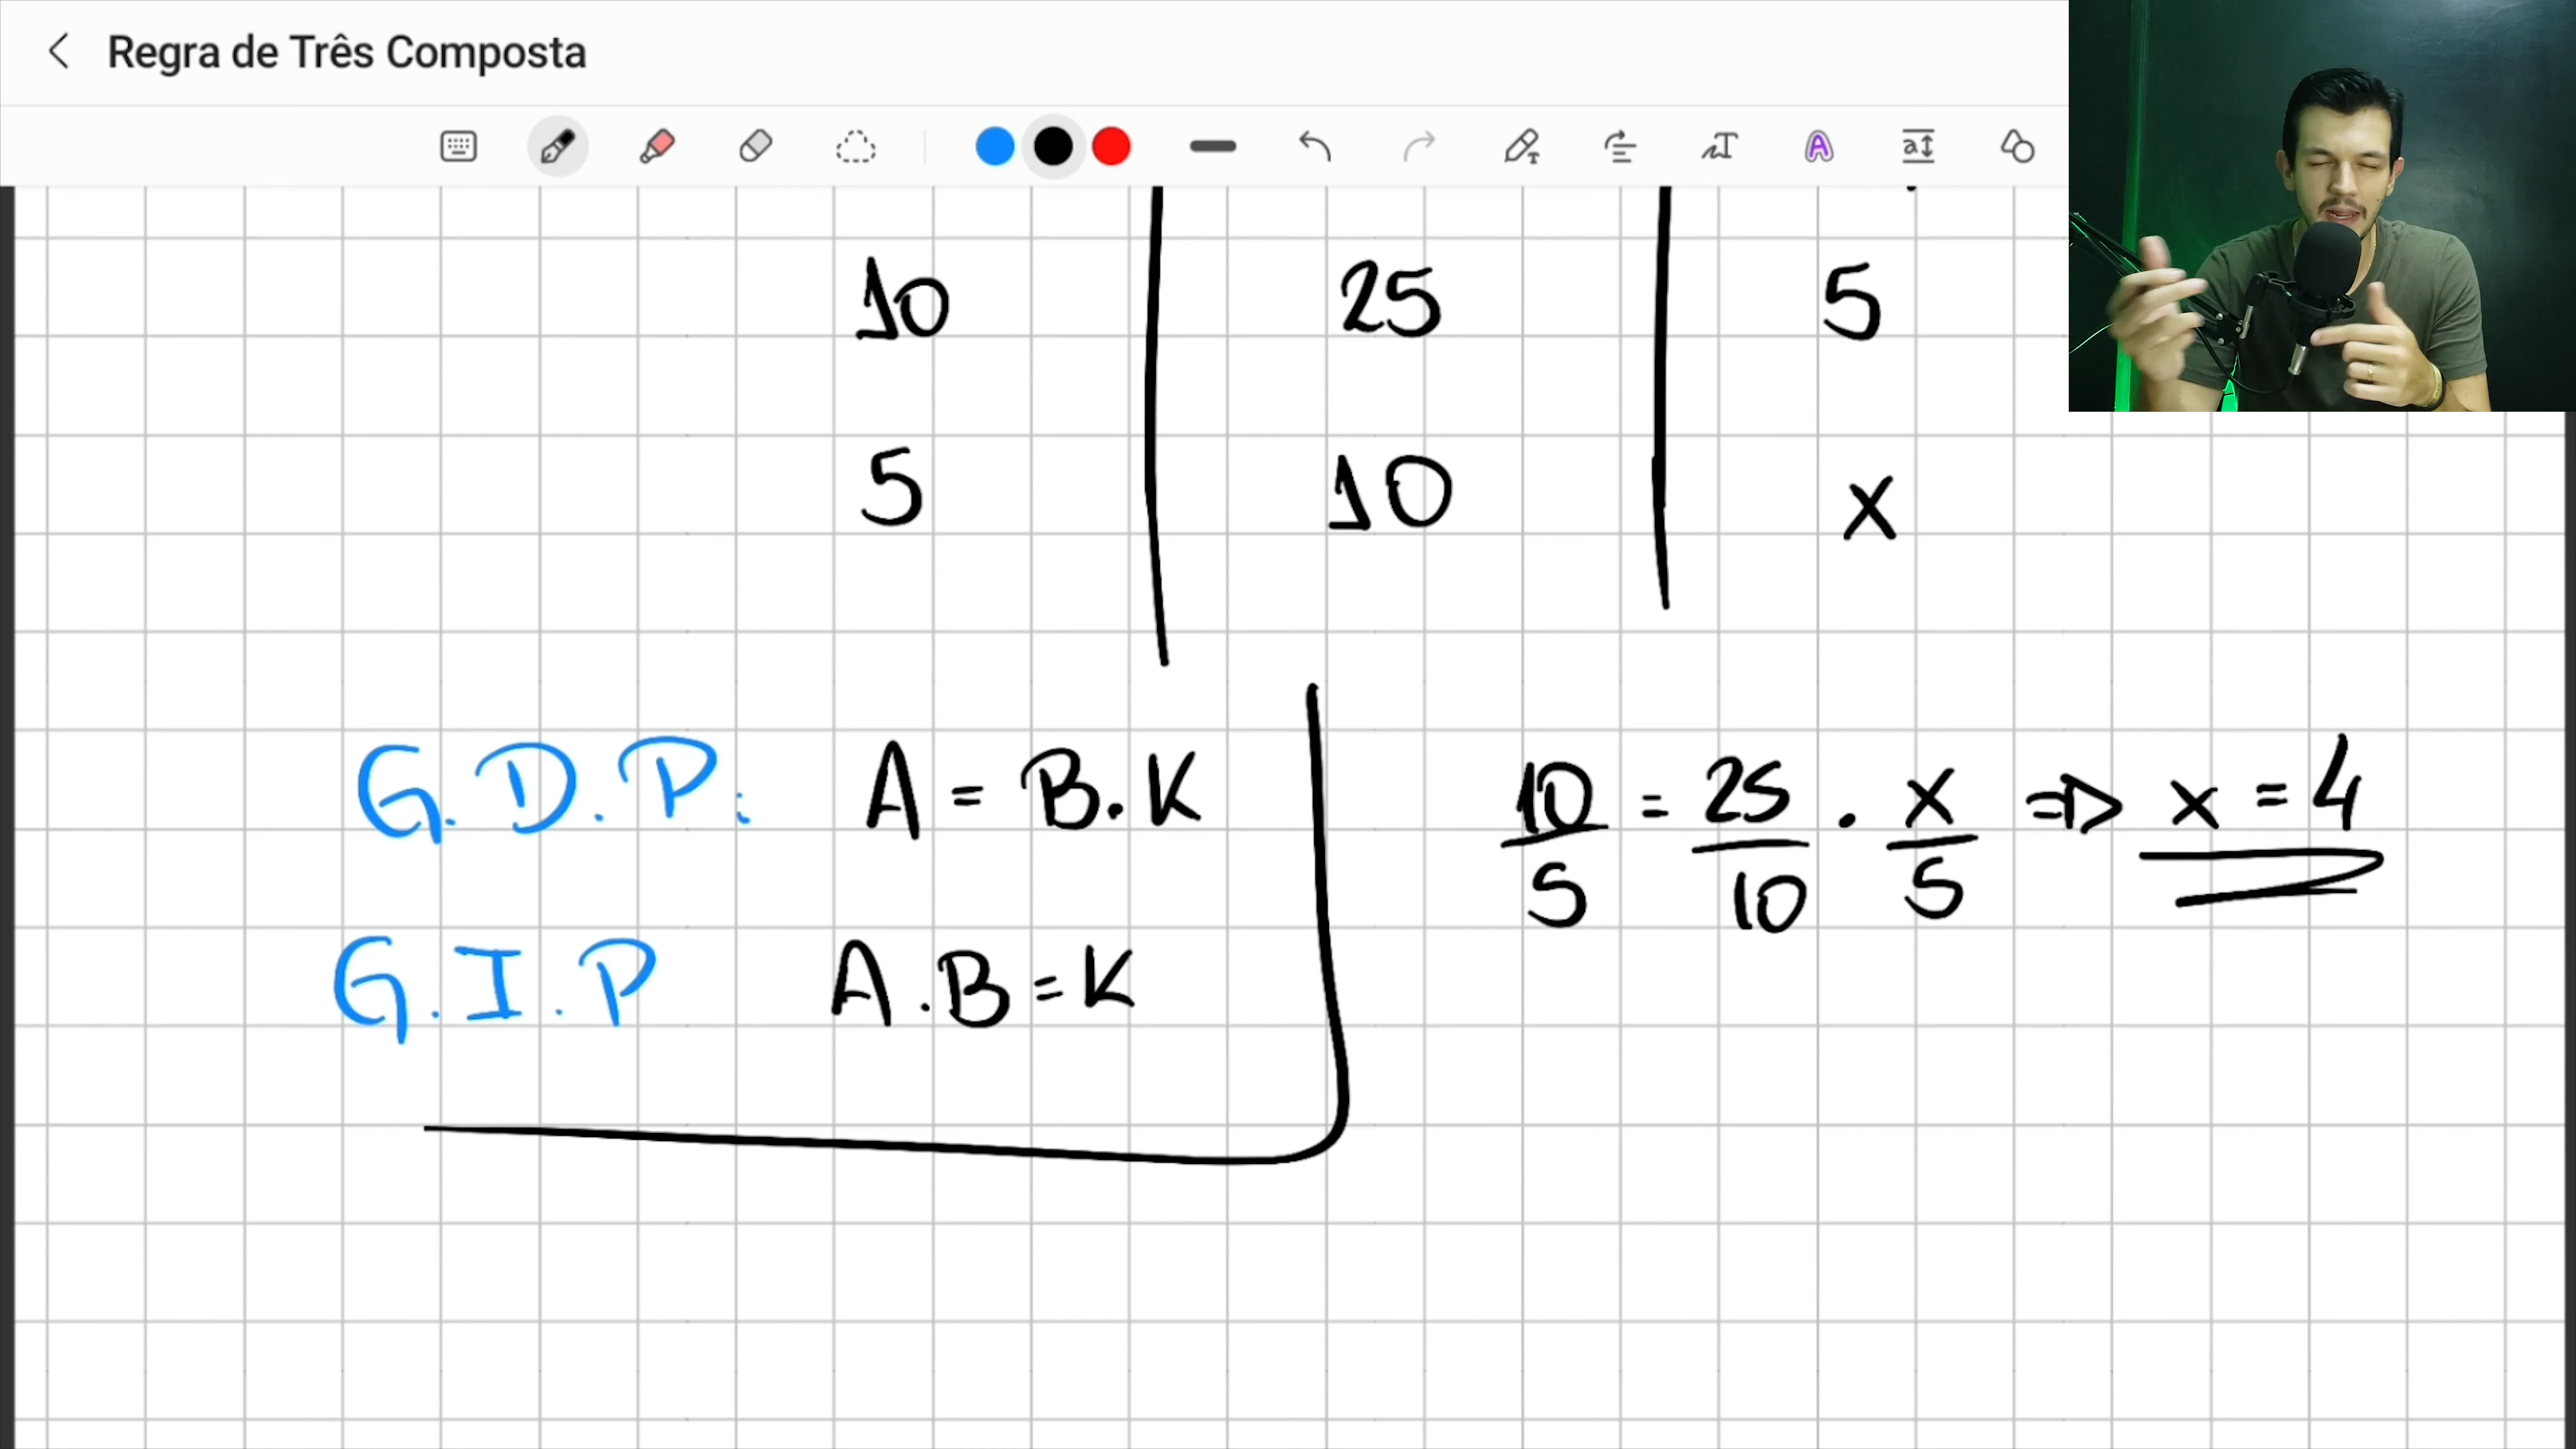 Regra de Três Composta
10 25 5
5 10 x
G.D.P: A = B.K
10/5 = 25/10 . x/5 => x = 4
G.I.P A.B = K